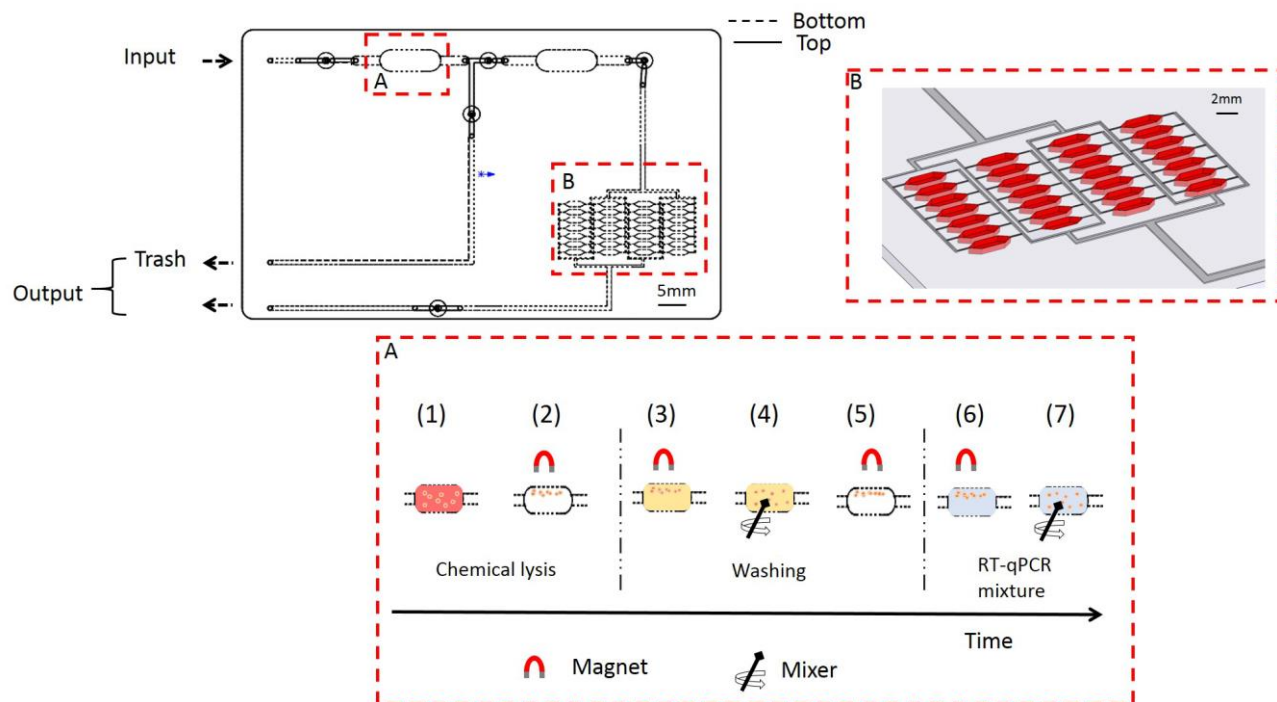 Bottom
Top
Input
A
B
Trash
Output
5mm
B
2mm
A
(1)
(2)
(3)
(4)
(5)
(6)
(7)
Chemical lysis
Washing
RT-qPCR
mixture
Time
Magnet
Mixer